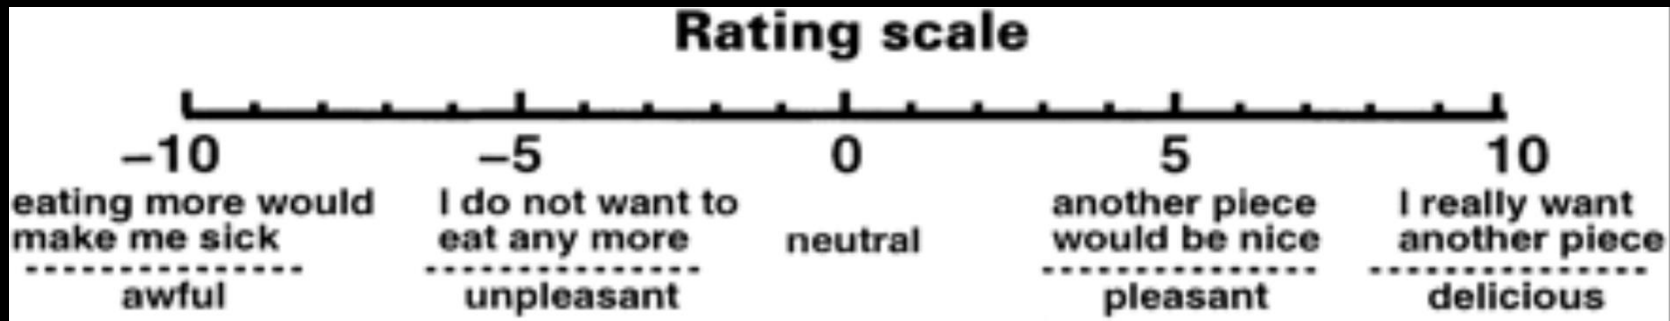 Rating scale
–10 –5 0 5 10
eating more would I do not want to another piece I really want
make me sick eat any more neutral would be nice another piece
awful unpleasant pleasant delicious